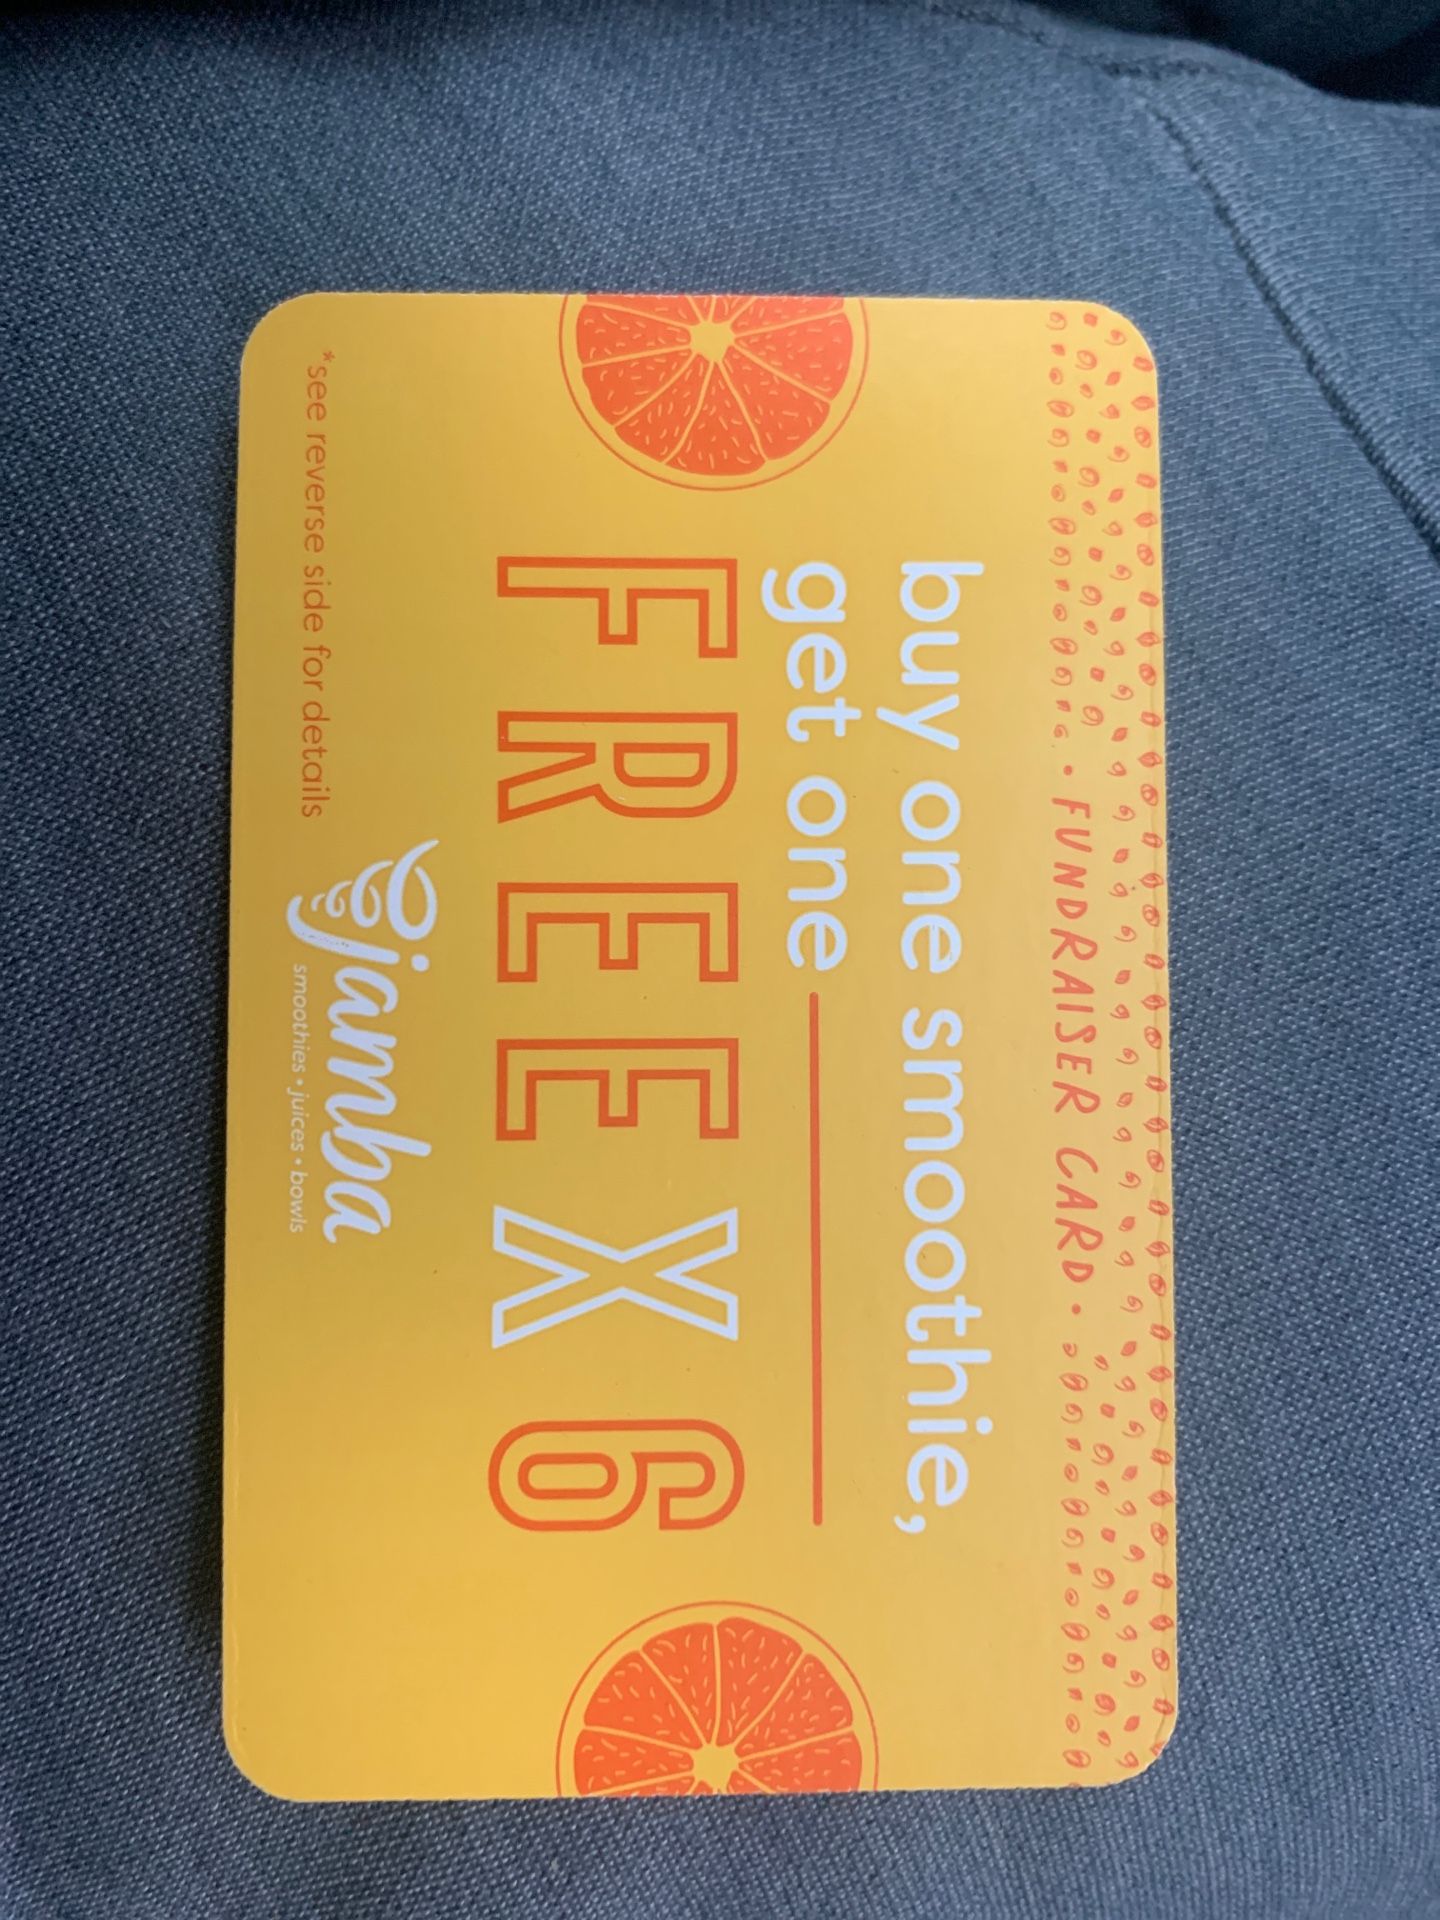 • FUNDRAISER CARD •
buy one smoothie,
get one
FREE X 6
*see reverse side for details
jamba
smoothies • juices • bowls